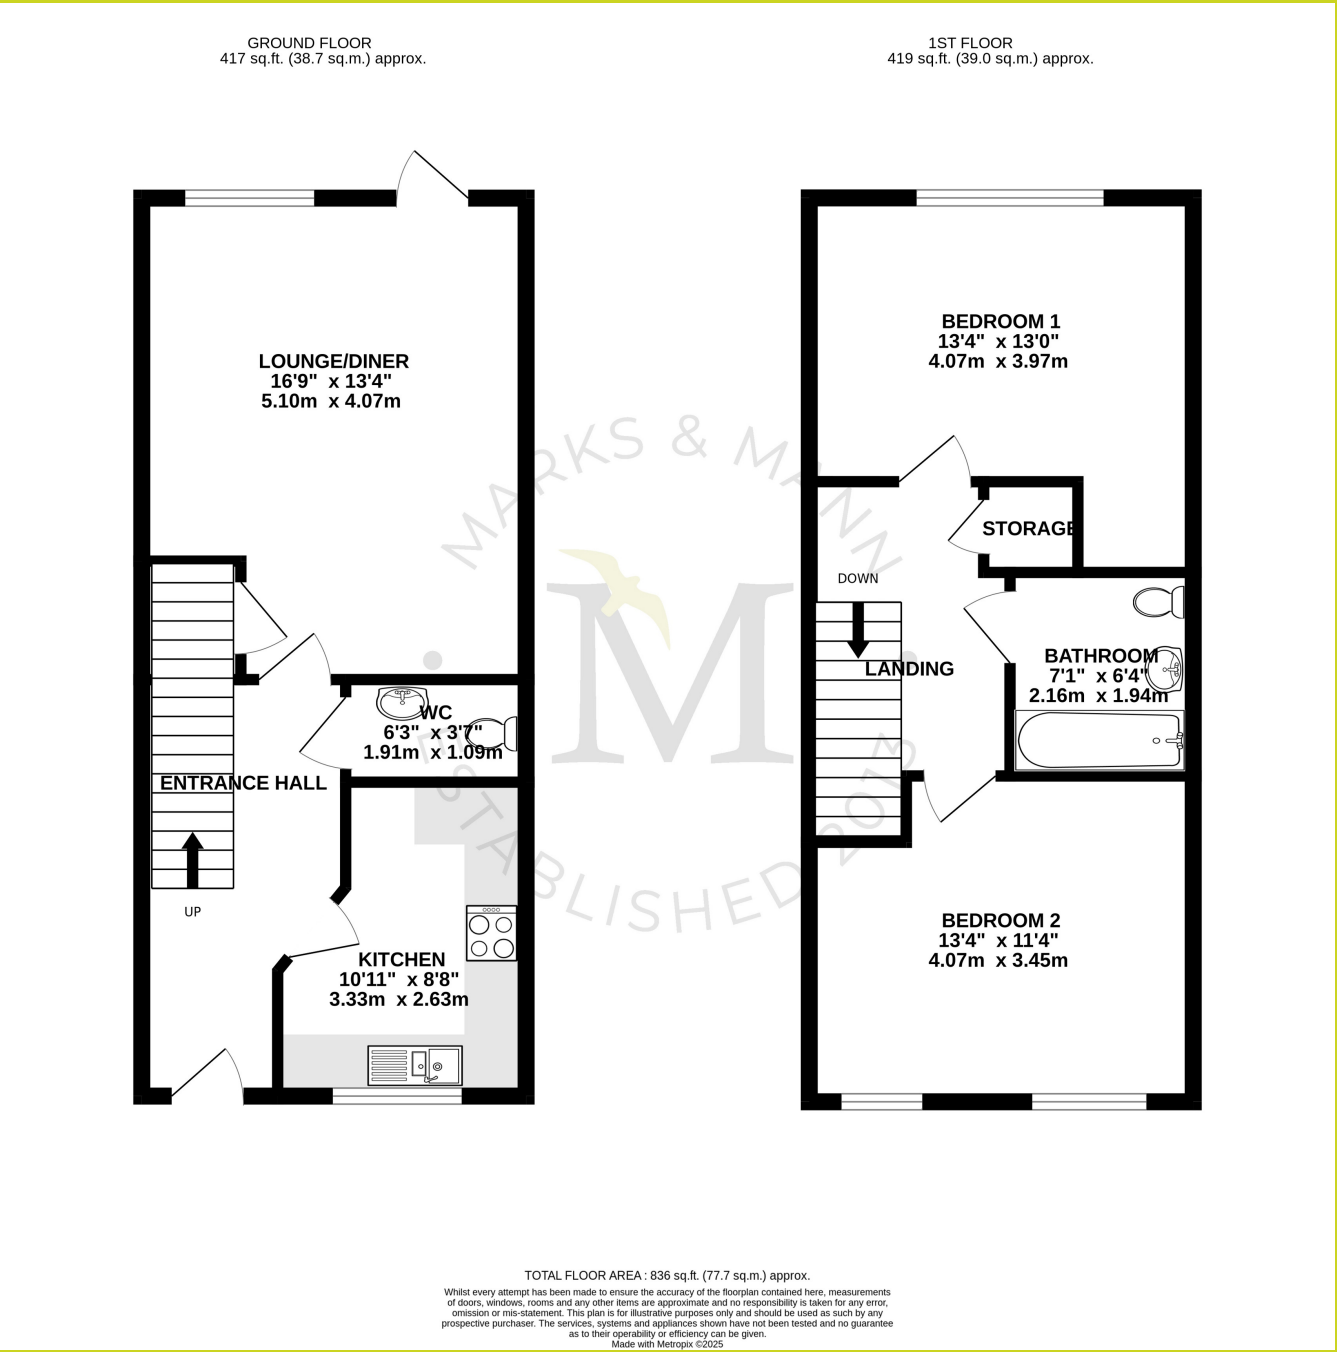 GROUND FLOOR
417 sq.ft. (38.7 sq.m.) approx.
1ST FLOOR
419 sq.ft. (39.0 sq.m.) approx.
LOUNGE/DINER
16'9" x 13'4"
5.10m x 4.07m
WC
6'3" x 3'7"
1.91m x 1.09m
ENTRANCE HALL
UP
KITCHEN
10'11" x 8'8"
3.33m x 2.63m
BEDROOM 1
13'4" x 13'0"
4.07m x 3.97m
STORAGE
DOWN
LANDING
BATHROOM
7'1" x 6'4"
2.16m x 1.94m
BEDROOM 2
13'4" x 11'4"
4.07m x 3.45m
MARKS & MANN
M
ESTABLISHED 2013
TOTAL FLOOR AREA : 836 sq.ft. (77.7 sq.m.) approx.
Whilst every attempt has been made to ensure the accuracy of the floorplan contained here, measurements
of doors, windows, rooms and any other items are approximate and no responsibility is taken for any error,
omission or mis-statement. This plan is for illustrative purposes only and should be used as such by any
prospective purchaser. The services, systems and appliances shown have not been tested and no guarantee
as to their operability or efficiency can be given.
Made with Metropix ©2025